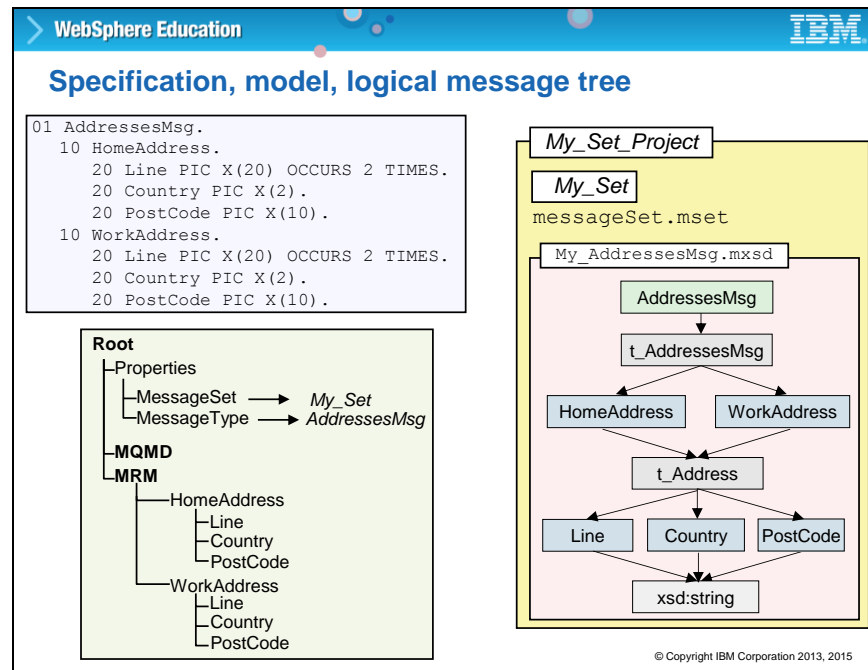 WebSphere Education
IBM
Specification, model, logical message tree
01 AddressesMsg.
10 HomeAddress.
20 Line PIC X(20) OCCURS 2 TIMES.
20 Country PIC X(2).
20 PostCode PIC X(10).
10 WorkAddress.
20 Line PIC X(20) OCCURS 2 TIMES.
20 Country PIC X(2).
20 PostCode PIC X(10).
Root
Properties
MessageSet My_Set
MessageType AddressesMsg
MQMD
MRM
HomeAddress
Line
Country
PostCode
WorkAddress
Line
Country
PostCode
My_Set_Project
My_Set
messageSet.mset
My_AddressesMsg.mxsd
AddressesMsg
t_AddressesMsg
HomeAddress WorkAddress
t_Address
Line Country PostCode
xsd:string
© Copyright IBM Corporation 2013, 2015